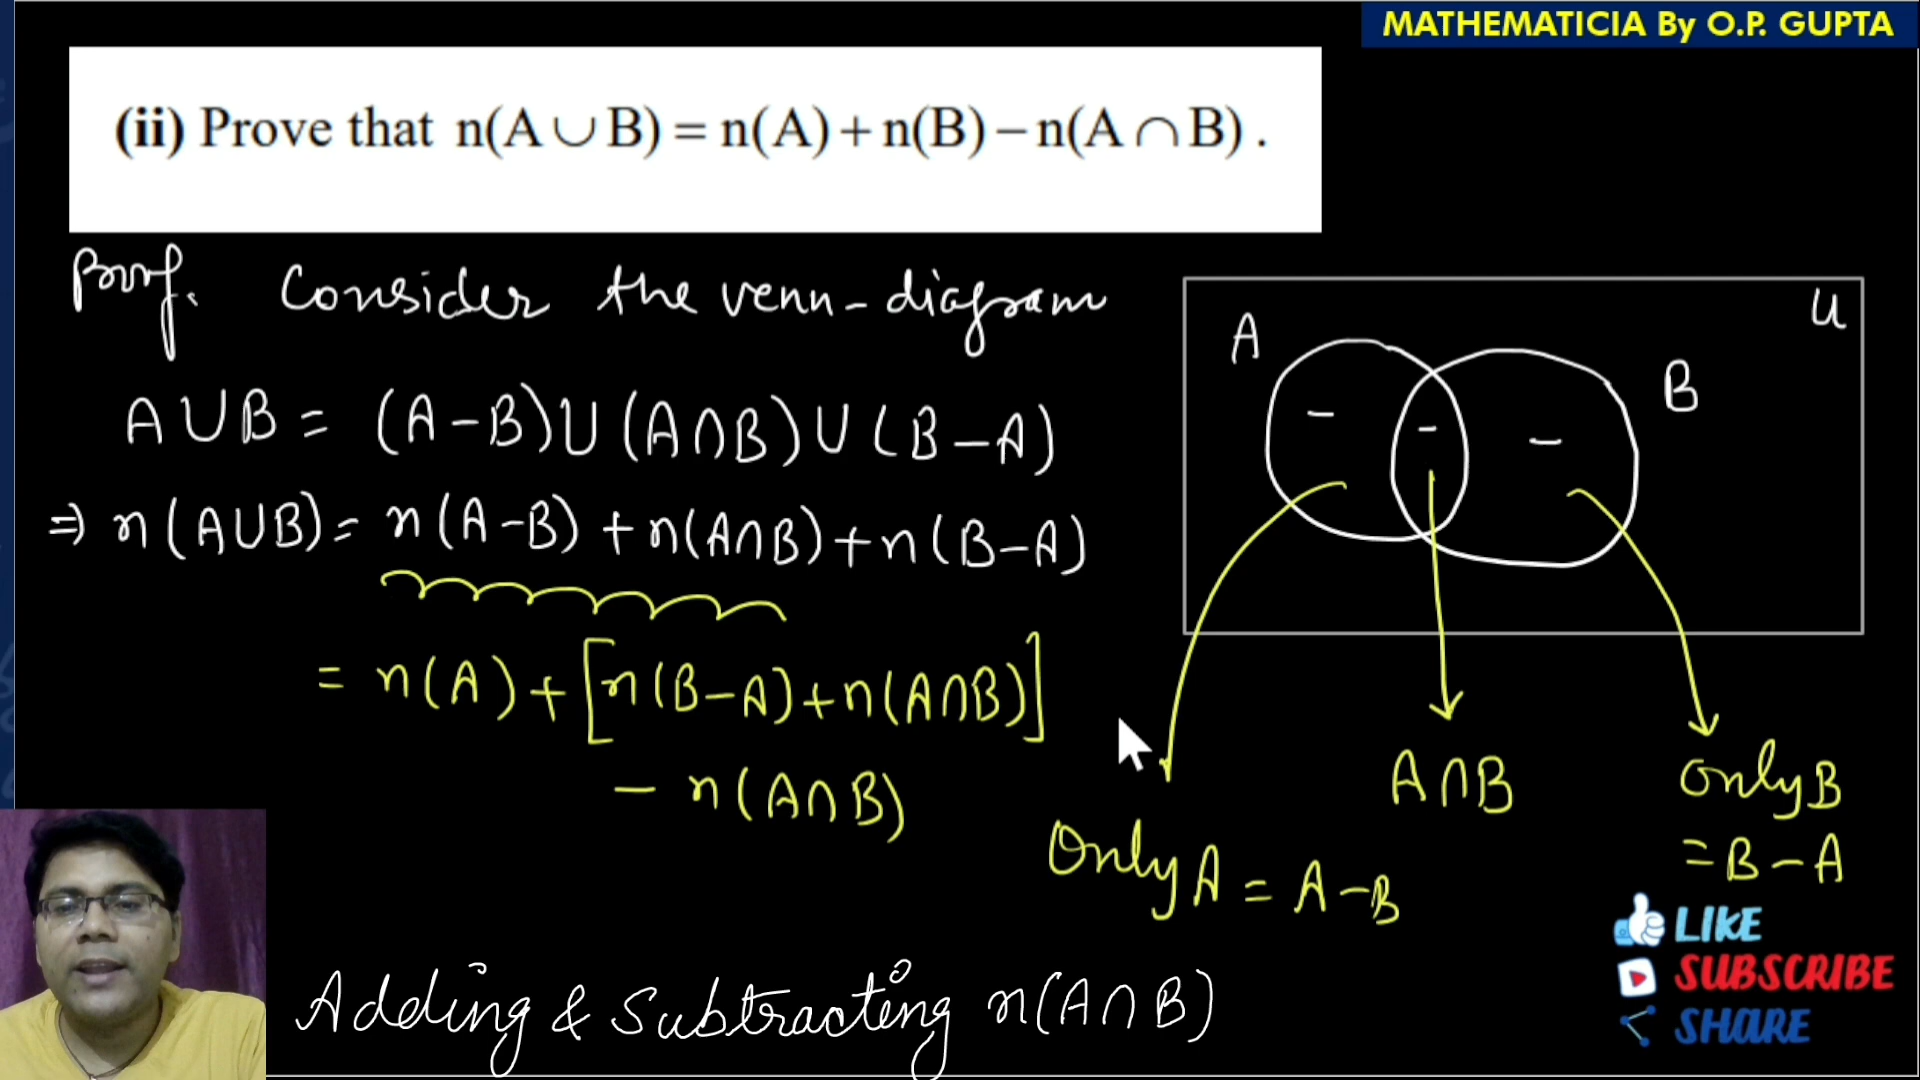 MATHEMATICIA By O.P. GUPTA
(ii) Prove that n(A ∪ B) = n(A) + n(B) − n(A ∩ B) .
Proof. Consider the venn-diagram
A∪B = (A−B)∪(A∩B)∪(B−A)
⇒ n(A∪B) = n(A−B) + n(A∩B) + n(B−A)
= n(A) + [n(B−A) + n(A∩B)]
− n(A∩B)
U
A
B
A∩B
Only B
= B − A
Only A = A − B
Adding & Subtracting n(A∩B)
LIKE
SUBSCRIBE
SHARE